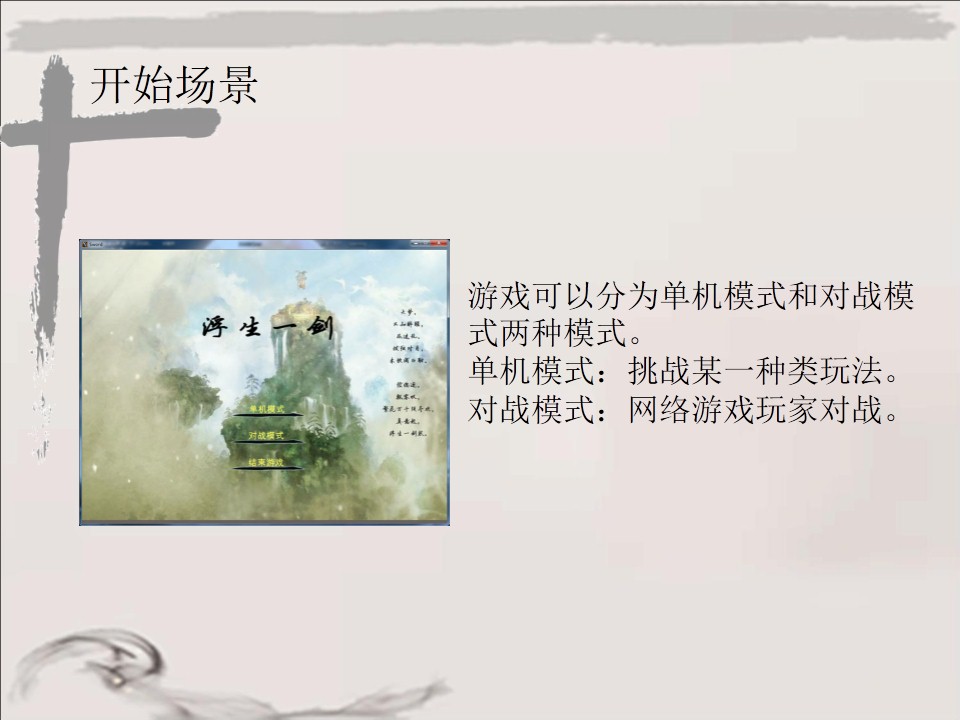 开始场景
浮生一剑
单机模式
对战模式
结束游戏
游戏可以分为单机模式和对战模
式两种模式。
单机模式：挑战某一种类玩法。
对战模式：网络游戏玩家对战。